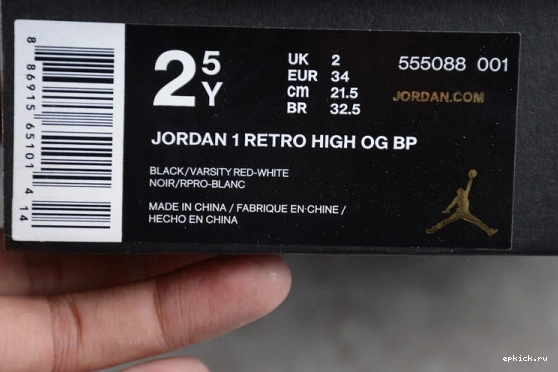 2 5Y
UK 2
EUR 34
cm 21.5
BR 32.5
555088 001
JORDAN.COM
JORDAN 1 RETRO HIGH OG BP
BLACK/VARSITY RED-WHITE
NOIR/RPRO-BLANC
MADE IN CHINA / FABRIQUE EN·CHINE /
HECHO EN CHINA
8 86915 65101 4 14
epkick.ru